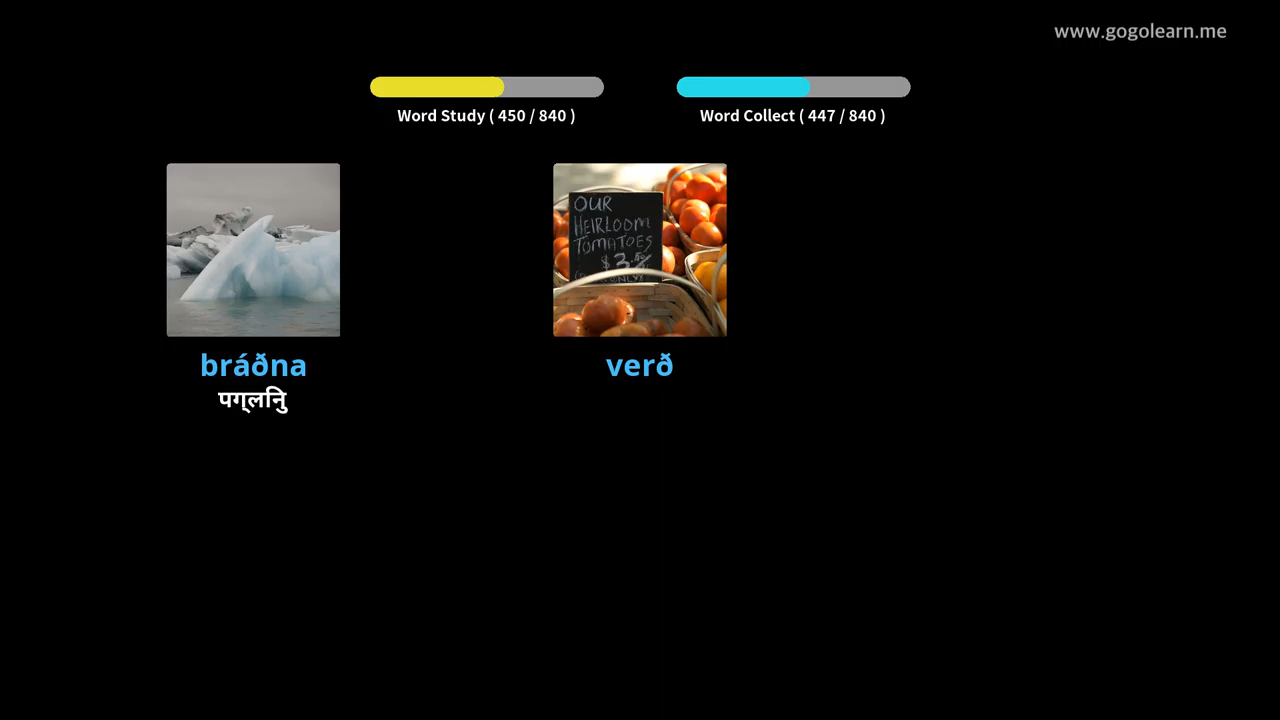 www.gogolearn.me
Word Study ( 450 / 840 )
Word Collect ( 447 / 840 )
OUR
HEIRLOOM
TOMATOES
bráðna
verð
पग्लनुि